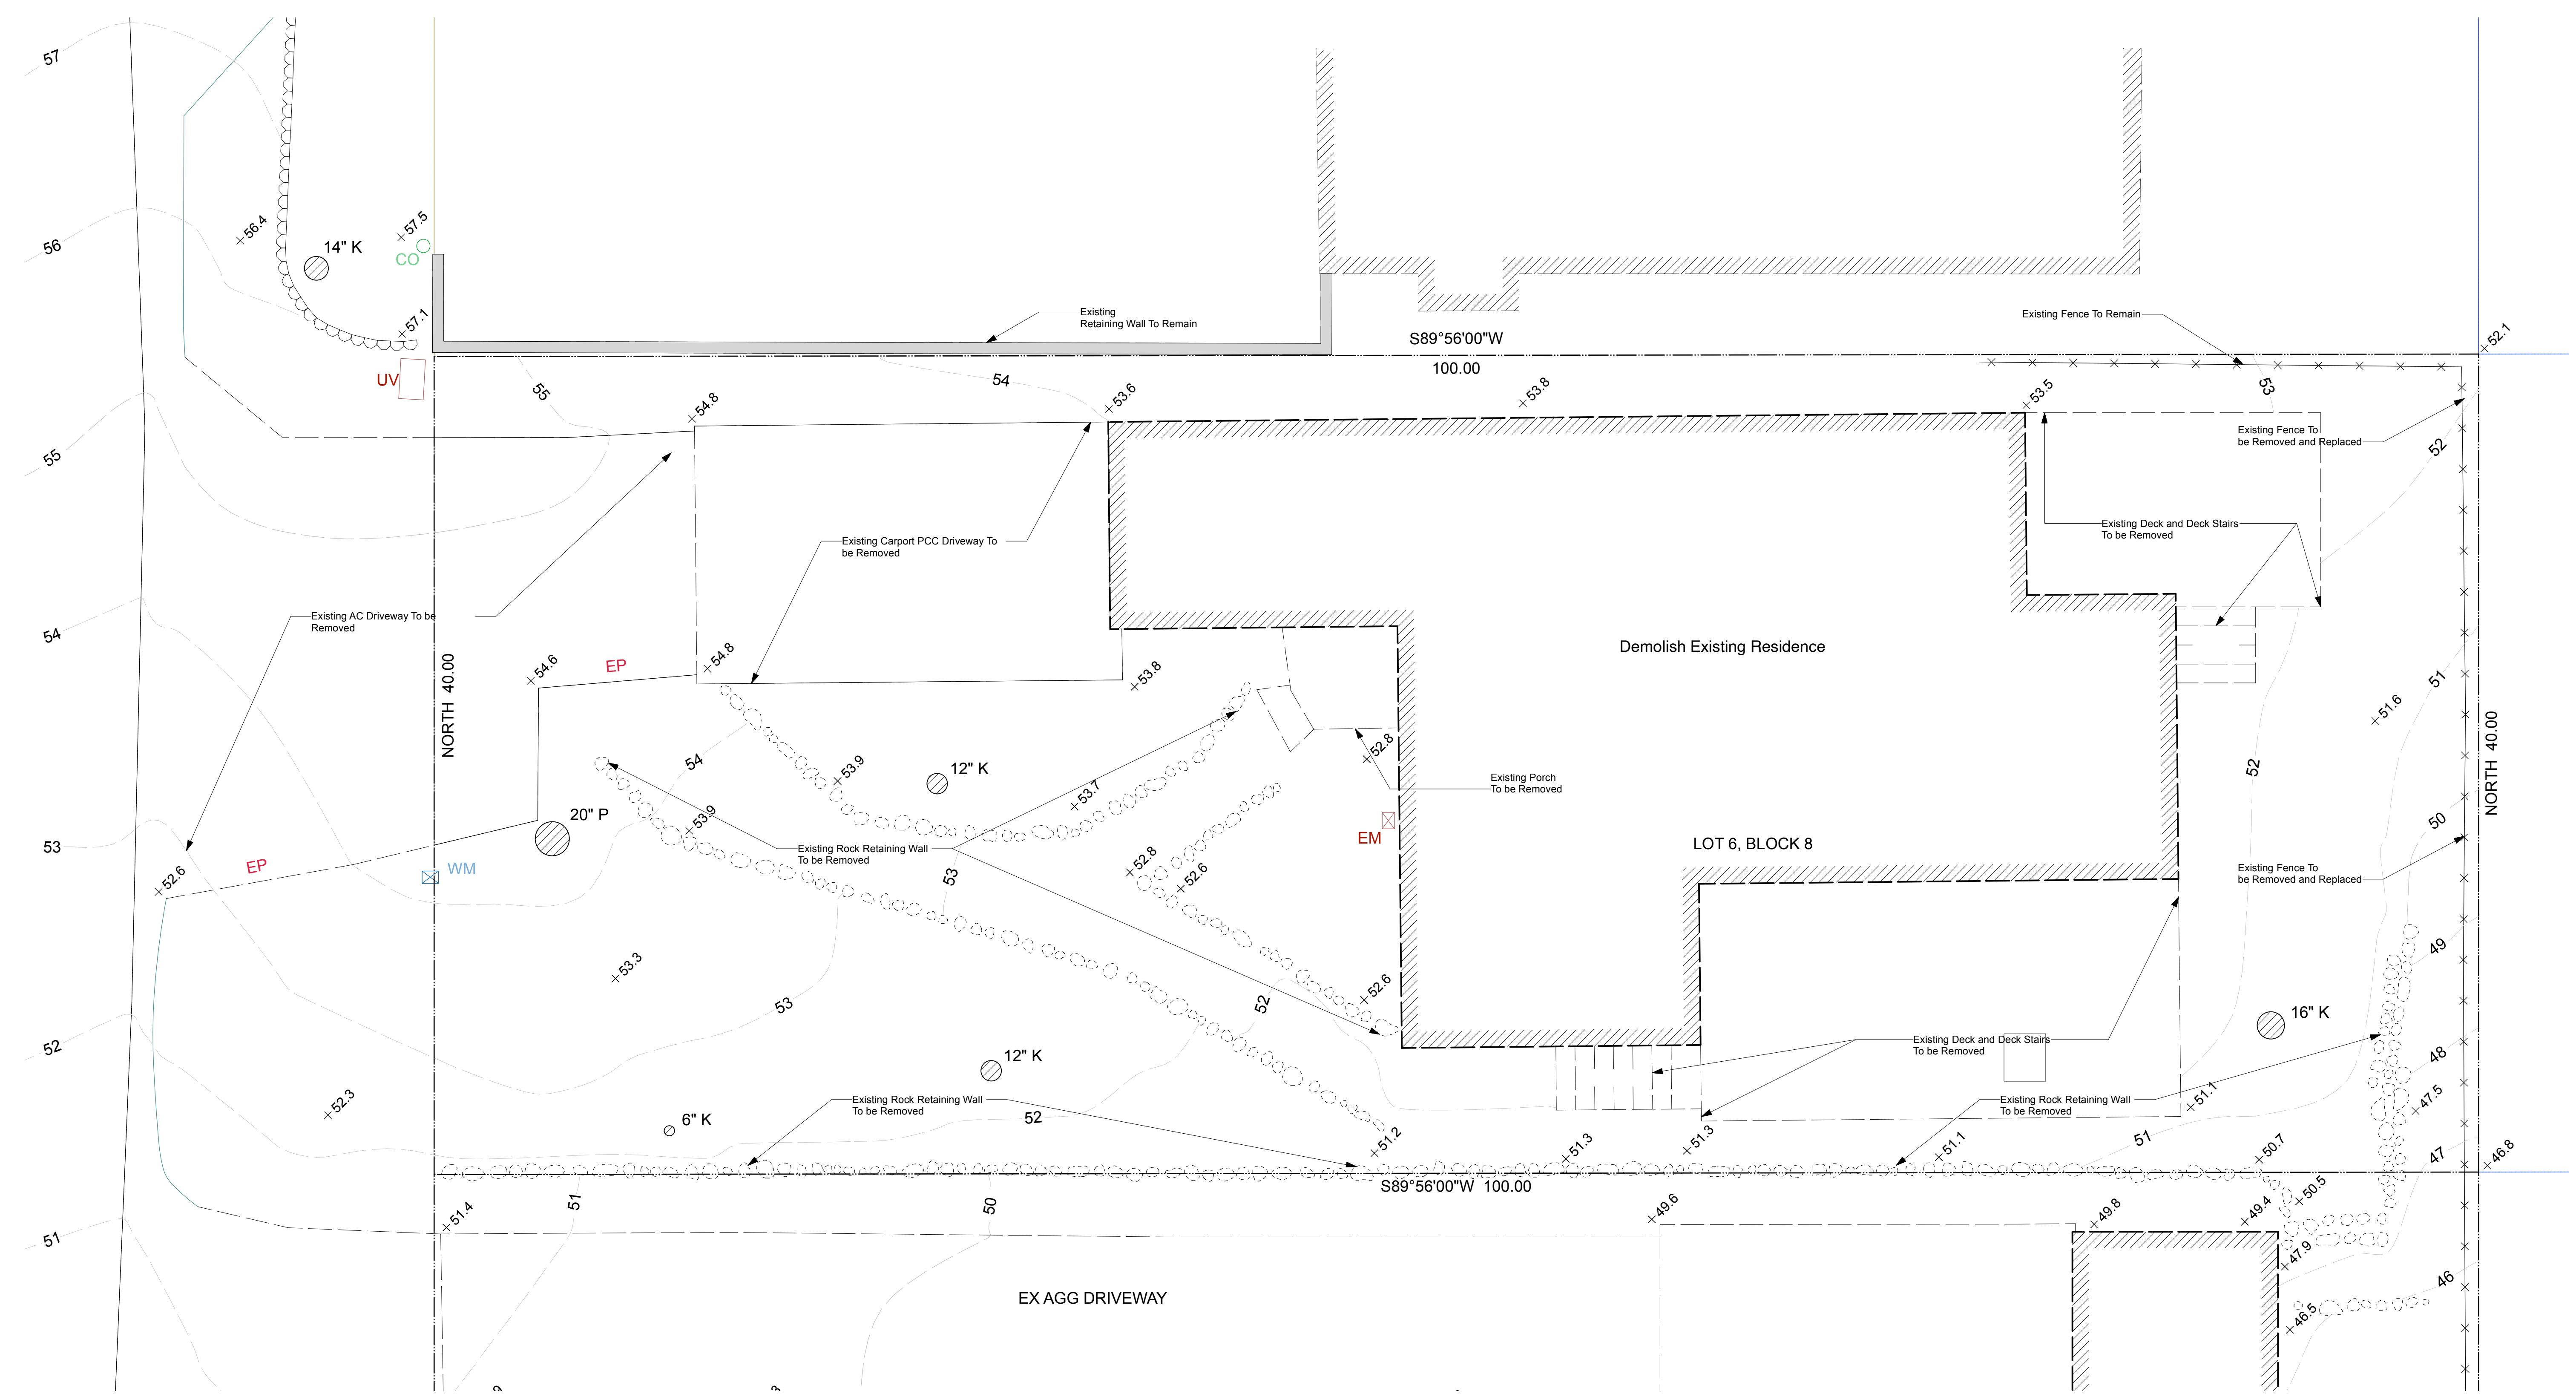 57
56.4
14" K
57.5
CO
56
57.1
Existing
Retaining Wall To Remain
Existing Fence To Remain
S89°56'00"W
100.00
52.1
UV
55
54
53
54.8
53.6
53.8
53.5
Existing Fence To
be Removed and Replaced
52
55
Existing Carport PCC Driveway To
be Removed
Existing Deck and Deck Stairs
To be Removed
Existing AC Driveway To be
Removed
54
NORTH 40.00
54.6
EP
54.8
53.8
Demolish Existing Residence
51
51.6
NORTH 40.00
54
53.9
12" K
53.7
52.8
Existing Porch
To be Removed
52
20" P
53.9
50
53
EP
WM
52.6
Existing Rock Retaining Wall
To be Removed
53
52.8
52.6
EM
LOT 6, BLOCK 8
Existing Fence To
be Removed and Replaced
49
53.3
53
52
52.6
16" K
52
12" K
Existing Deck and Deck Stairs
To be Removed
48
52.3
6" K
Existing Rock Retaining Wall
To be Removed
52
51.1
47.5
Existing Rock Retaining Wall
To be Removed
51.2
51.3
51.3
51.1
51
50.7
47
46.8
S89°56'00"W 100.00
51
51.4
51
50
49.6
49.8
49.4
50.5
47.9
46
46.5
EX AGG DRIVEWAY